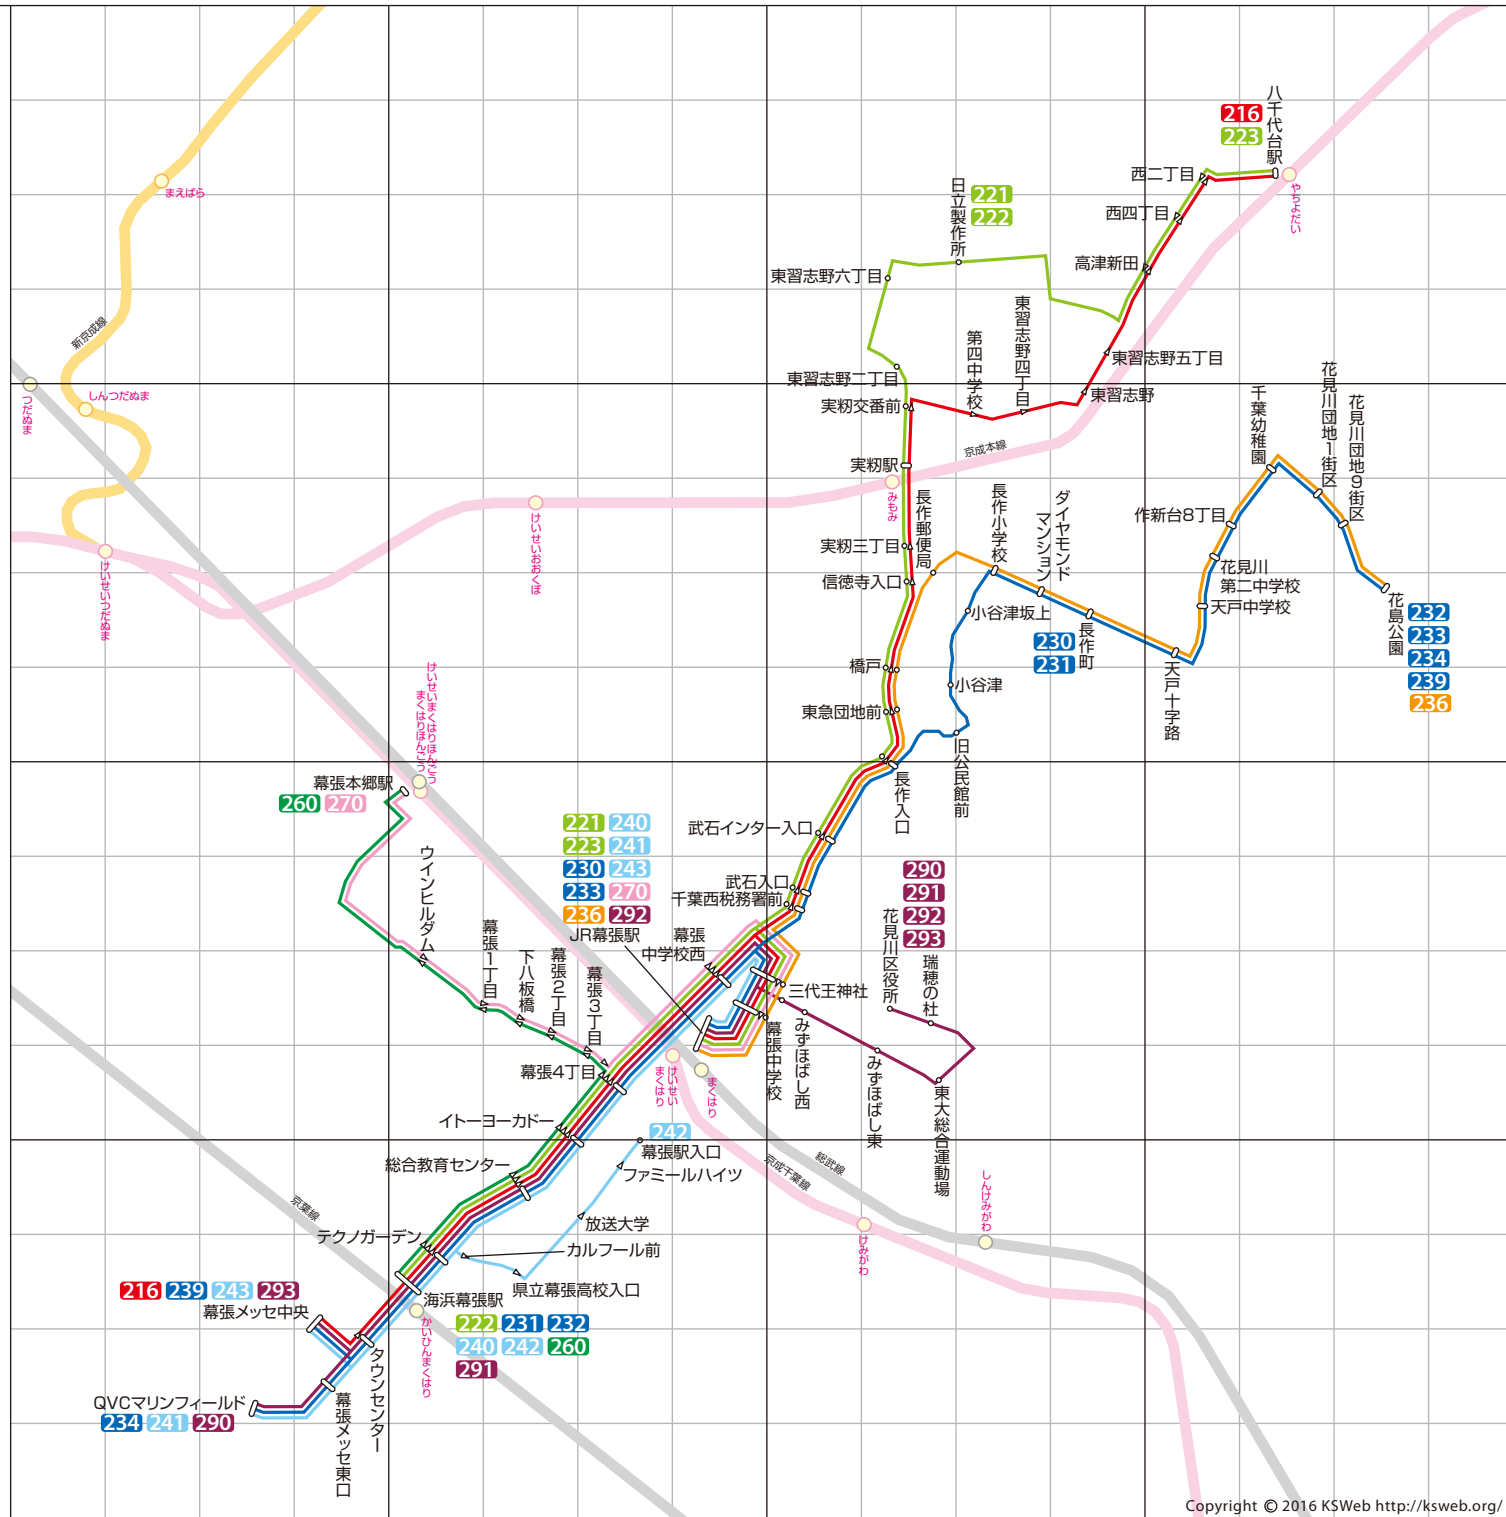 八千代台駅
216
223
やちよだい
西二丁目
西四丁目
高津新田
日立製作所
221
222
東習志野六丁目
東習志野四丁目
第四中学校
東習志野五丁目
東習志野
東習志野二丁目
実籾交番前
まえばら
新京成線
しんつだぬま
つだぬま
けいせいつだぬま
けいせいおおくぼ
京成本線
実籾駅
みもみ
実籾三丁目
信徳寺入口
長作郵便局
長作小学校
ダイヤモンド
マンション
小谷津坂上
230
231
長作町
小谷津
旧公民館前
橋戸
東急団地前
長作入口
千葉幼稚園
花見川団地1街区
花見川団地9街区
作新台8丁目
花見川
第二中学校
天戸中学校
天戸十字路
花島公園
232
233
234
239
236
けいせいまくはりほんごう
まくはりほんごう
幕張本郷駅
260 270
ウインヒルダム
幕張1丁目
下八板橋
幕張2丁目
幕張3丁目
幕張4丁目
221 240
223 241
230 243
233 270
236 292
JR幕張駅
幕張
中学校西
武石インター入口
武石入口
千葉西税務署前
290
291
292
293
花見川区役所
瑞穂の杜
三代王神社
幕張中学校
みずほばし西
みずほばし東
東大総合運動場
けいせい
まくはり
まくはり
イトーヨーカドー
総合教育センター
テクノガーデン
242
幕張駅入口
ファミールハイツ
放送大学
カルフール前
県立幕張高校入口
京葉線
総武線
京成千葉線
しんけみがわ
けみがわ
216 239 243 293
幕張メッセ中央
海浜幕張駅
222 231 232
240 242 260
291
かいひんまくはり
タウンセンター
幕張メッセ東口
QVCマリンフィールド
234 241 290
Copyright © 2016 KSWeb http://ksweb.org/